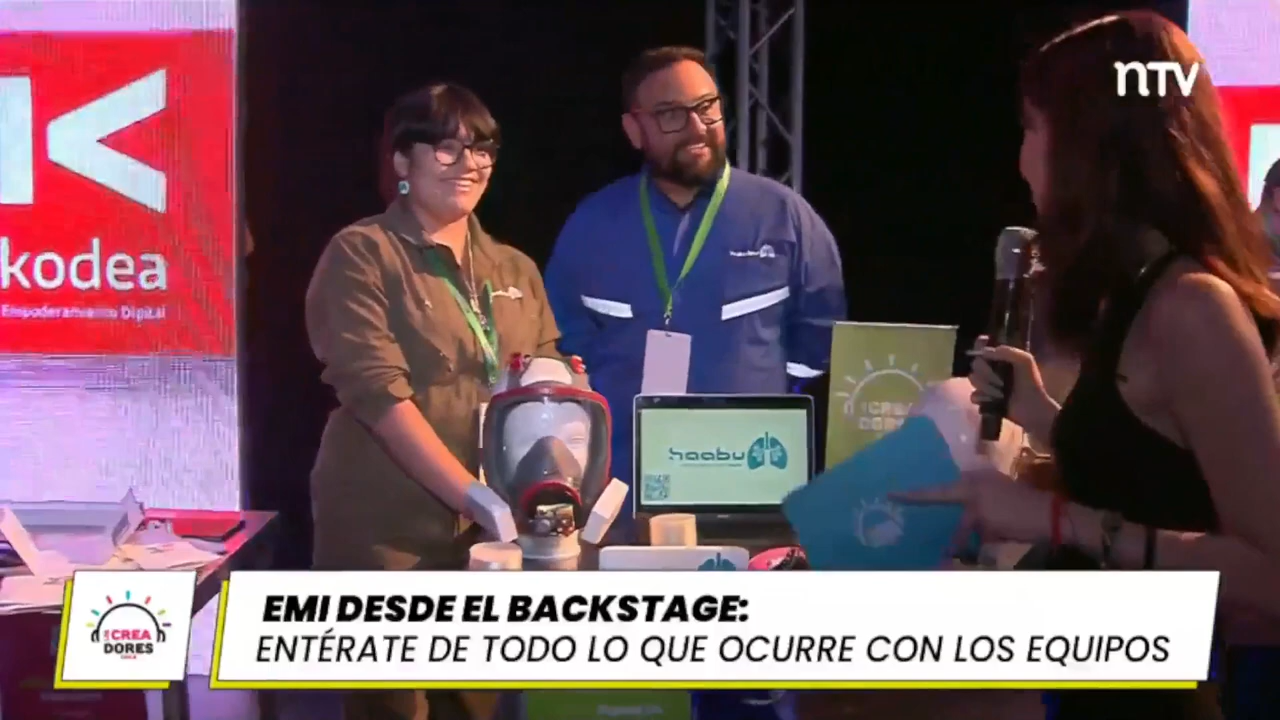 nTV
kodea
Empoderamiento Digital
haabu
CREA
DORES
EMI DESDE EL BACKSTAGE:
ENTÉRATE DE TODO LO QUE OCURRE CON LOS EQUIPOS
CREA
DORES